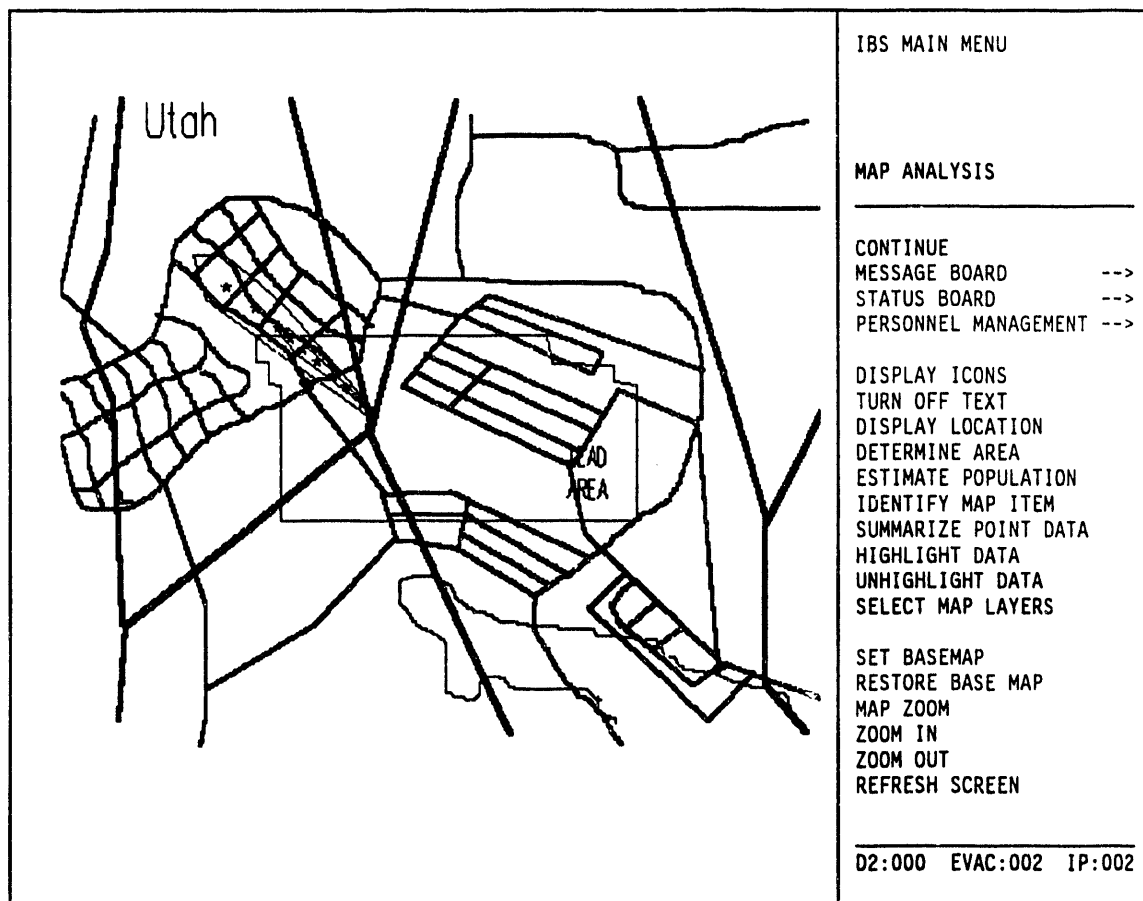 Utah
LEAD
AREA
IBS MAIN MENU
MAP ANALYSIS
CONTINUE
MESSAGE BOARD -->
STATUS BOARD -->
PERSONNEL MANAGEMENT -->
DISPLAY ICONS
TURN OFF TEXT
DISPLAY LOCATION
DETERMINE AREA
ESTIMATE POPULATION
IDENTIFY MAP ITEM
SUMMARIZE POINT DATA
HIGHLIGHT DATA
UNHIGHLIGHT DATA
SELECT MAP LAYERS
SET BASEMAP
RESTORE BASE MAP
MAP ZOOM
ZOOM IN
ZOOM OUT
REFRESH SCREEN
D2:000 EVAC:002 IP:002